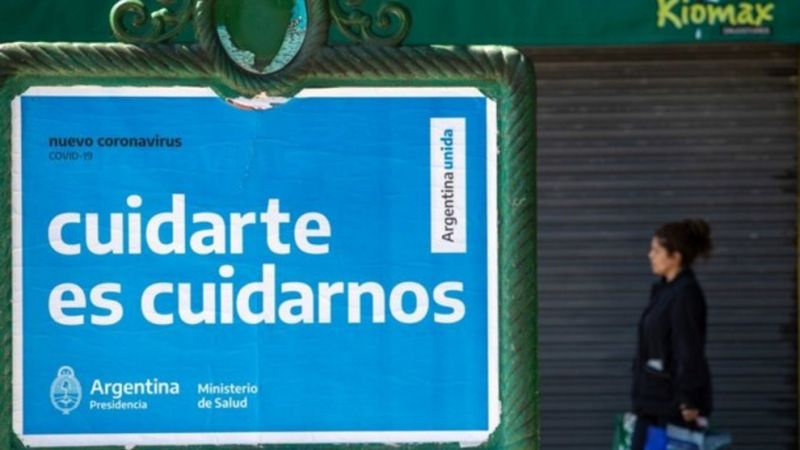 Kiomax
nuevo coronavirus
COVID-19
Argentina unida
cuidarte
es cuidarnos
Argentina
Presidencia
Ministerio
de Salud